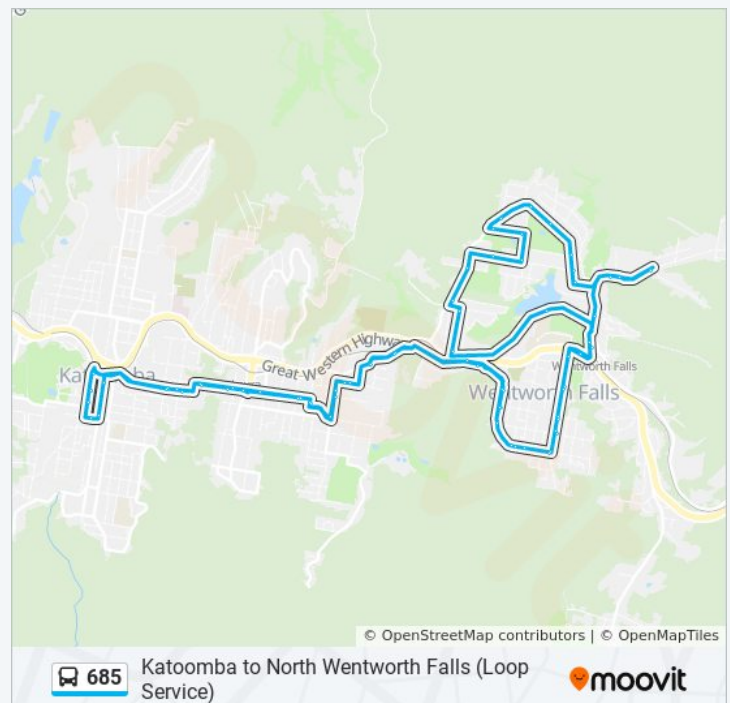 Katoomba
Great Western Highway
Wentworth Falls
Wentworth Falls
© OpenStreetMap contributors | © OpenMapTiles
685
Katoomba to North Wentworth Falls (Loop
Service)
moovit